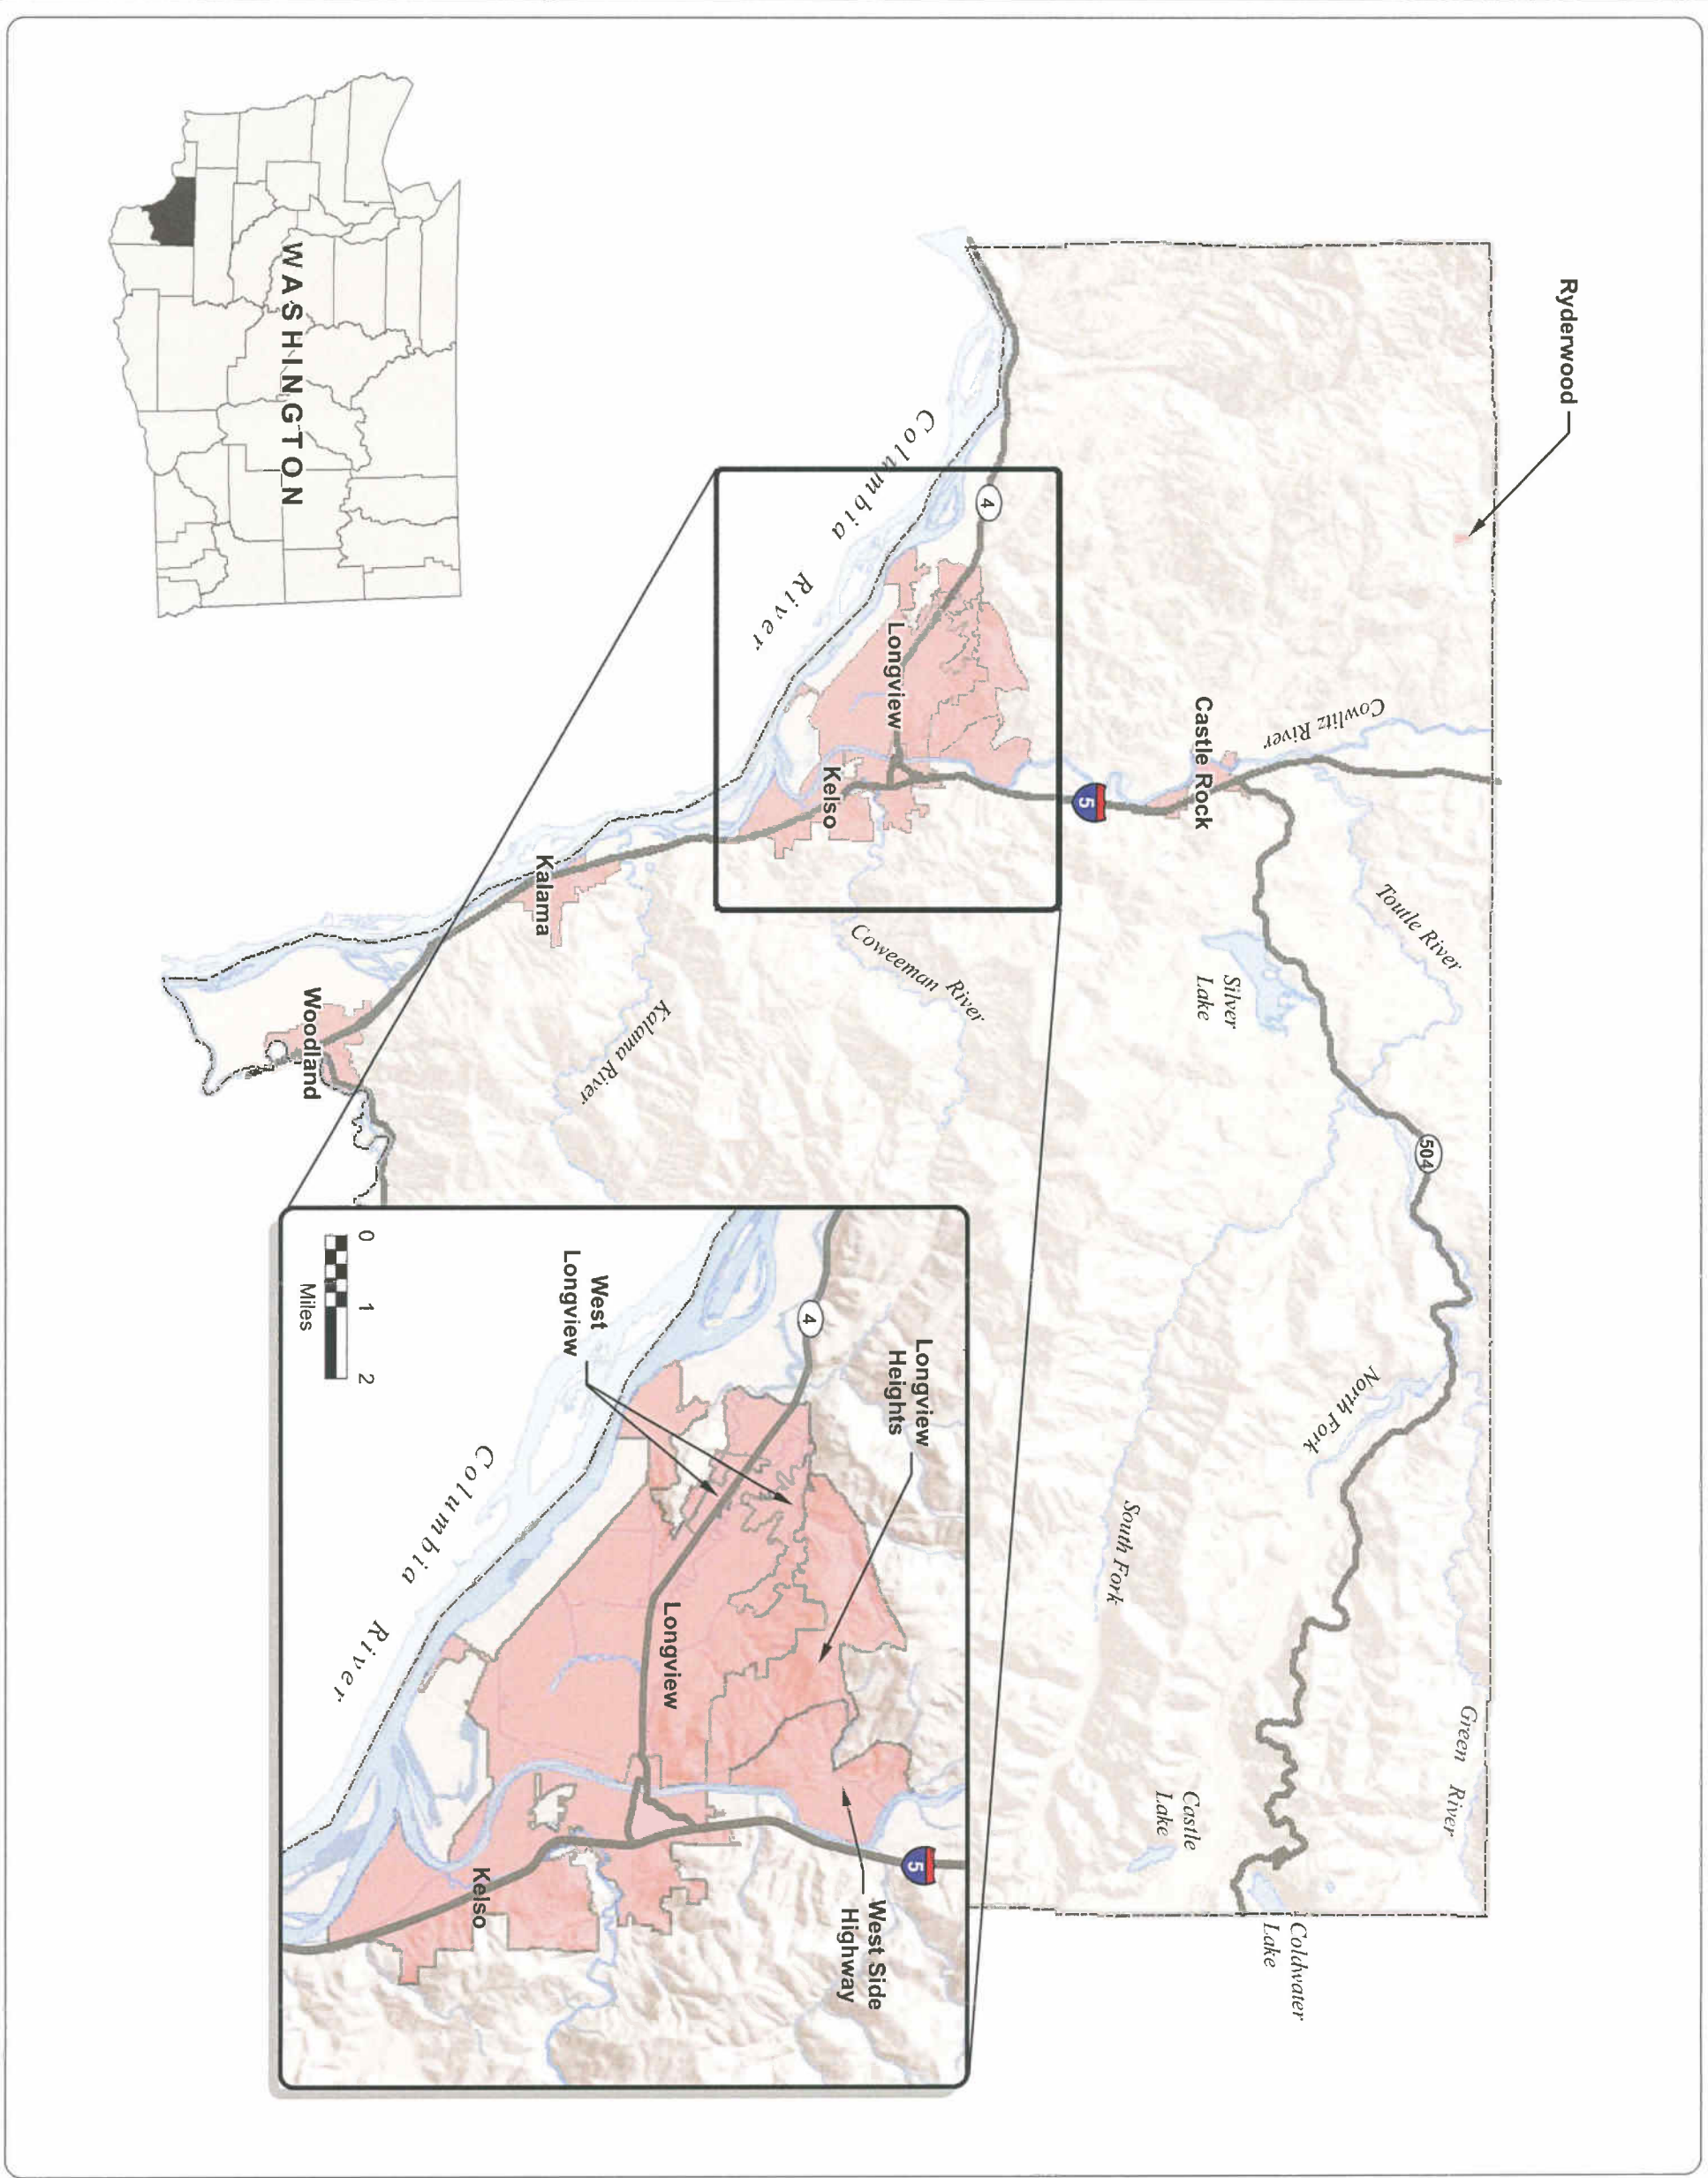 Ryderwood
Cowlitz River
Toutle River
Green River
504
Castle Rock
Silver
Lake
North Fork
Coldwater
Lake
5
South Fork
Castle
Lake
4
Longview
Kelso
Columbia River
Coweeman River
Kalama River
Kalama
Woodland
WASHINGTON
Longview
Heights
West Side
Highway
5
4
West
Longview
Longview
Kelso
Columbia River
0 1 2
Miles